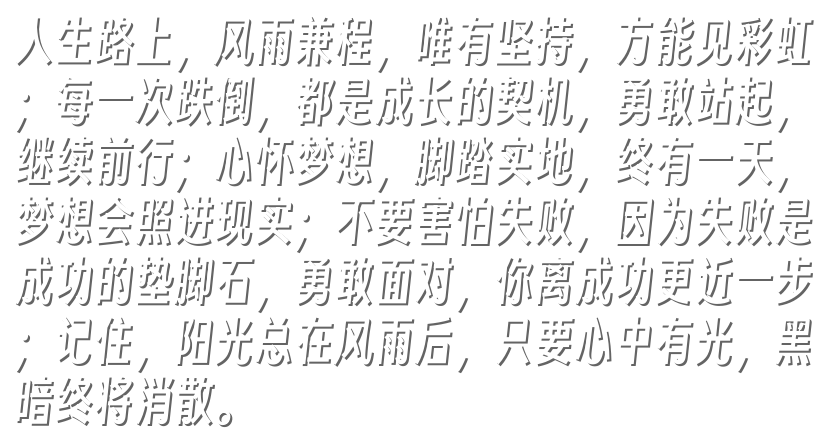 人生路上，风雨兼程，唯有坚持，方能见彩虹
；每一次跌倒，都是成长的契机，勇敢站起，
继续前行；心怀梦想，脚踏实地，终有一天，
梦想会照进现实；不要害怕失败，因为失败是
成功的垫脚石，勇敢面对，你离成功更近一步
；记住，阳光总在风雨后，只要心中有光，黑
暗终将消散。